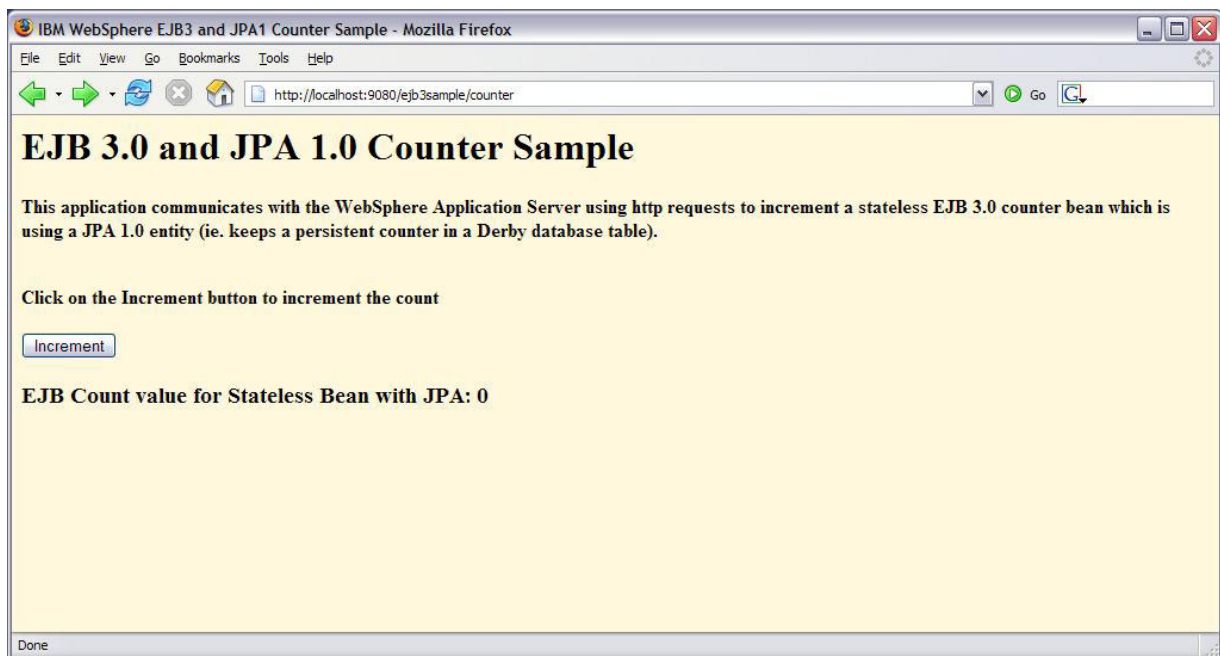 IBM WebSphere EJB3 and JPA1 Counter Sample - Mozilla Firefox
File Edit View Go Bookmarks Tools Help
http://localhost:9080/ejb3sample/counter Go G
EJB 3.0 and JPA 1.0 Counter Sample
This application communicates with the WebSphere Application Server using http requests to increment a stateless EJB 3.0 counter bean which is
using a JPA 1.0 entity (ie. keeps a persistent counter in a Derby database table).
Click on the Increment button to increment the count
Increment
EJB Count value for Stateless Bean with JPA: 0
Done